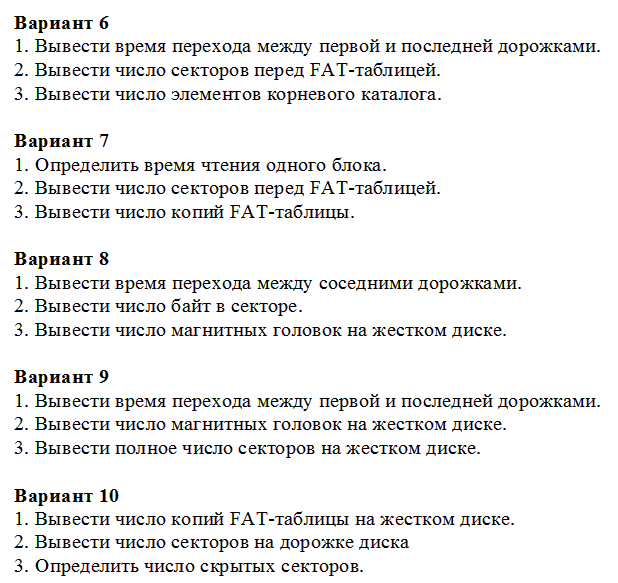 Вариант 6
1. Вывести время перехода между первой и последней дорожками.
2. Вывести число секторов перед FAT-таблицей.
3. Вывести число элементов корневого каталога.
Вариант 7
1. Определить время чтения одного блока.
2. Вывести число секторов перед FAT-таблицей.
3. Вывести число копий FAT-таблицы.
Вариант 8
1. Вывести время перехода между соседними дорожками.
2. Вывести число байт в секторе.
3. Вывести число магнитных головок на жестком диске.
Вариант 9
1. Вывести время перехода между первой и последней дорожками.
2. Вывести число магнитных головок на жестком диске.
3. Вывести полное число секторов на жестком диске.
Вариант 10
1. Вывести число копий FAT-таблицы на жестком диске.
2. Вывести число секторов на дорожке диска
3. Определить число скрытых секторов.